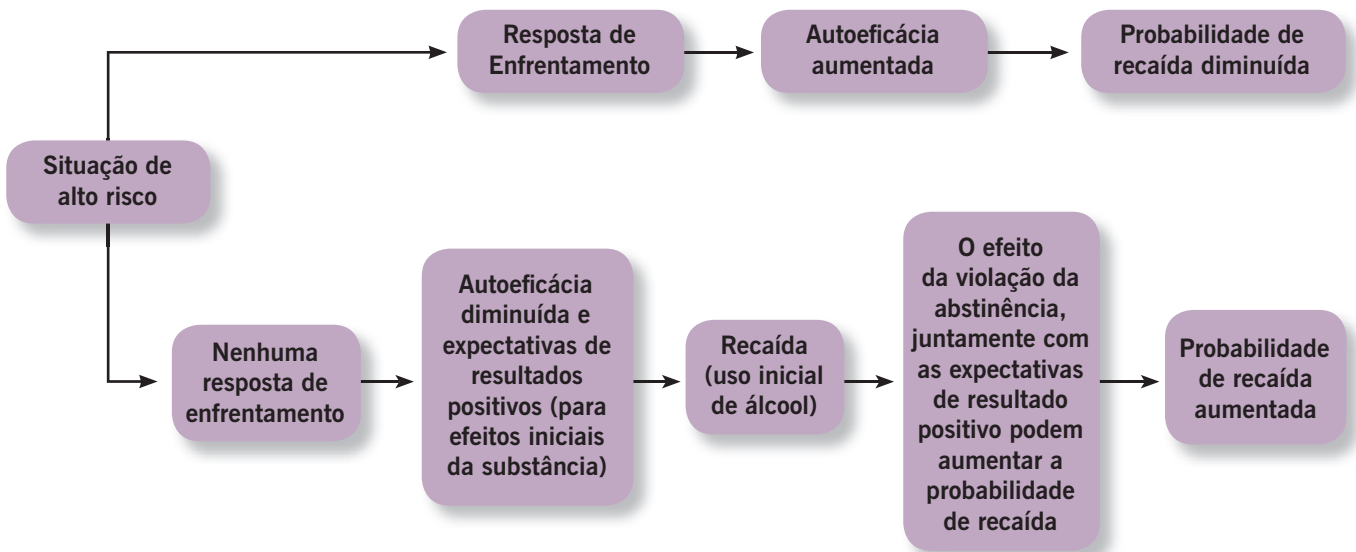 Resposta de
Enfrentamento
Autoeficácia
aumentada
Probabilidade de
recaída diminuída
Situação de
alto risco
Nenhuma
resposta de
enfrentamento
Autoeficácia
diminuída e
expectativas de
resultados
positivos (para
efeitos iniciais
da substância)
Recaída
(uso inicial
de álcool)
O efeito
da violação da
abstinência,
juntamente com
as expectativas
de resultado
positivo podem
aumentar a
probabilidade
de recaída
Probabilidade
de recaída
aumentada